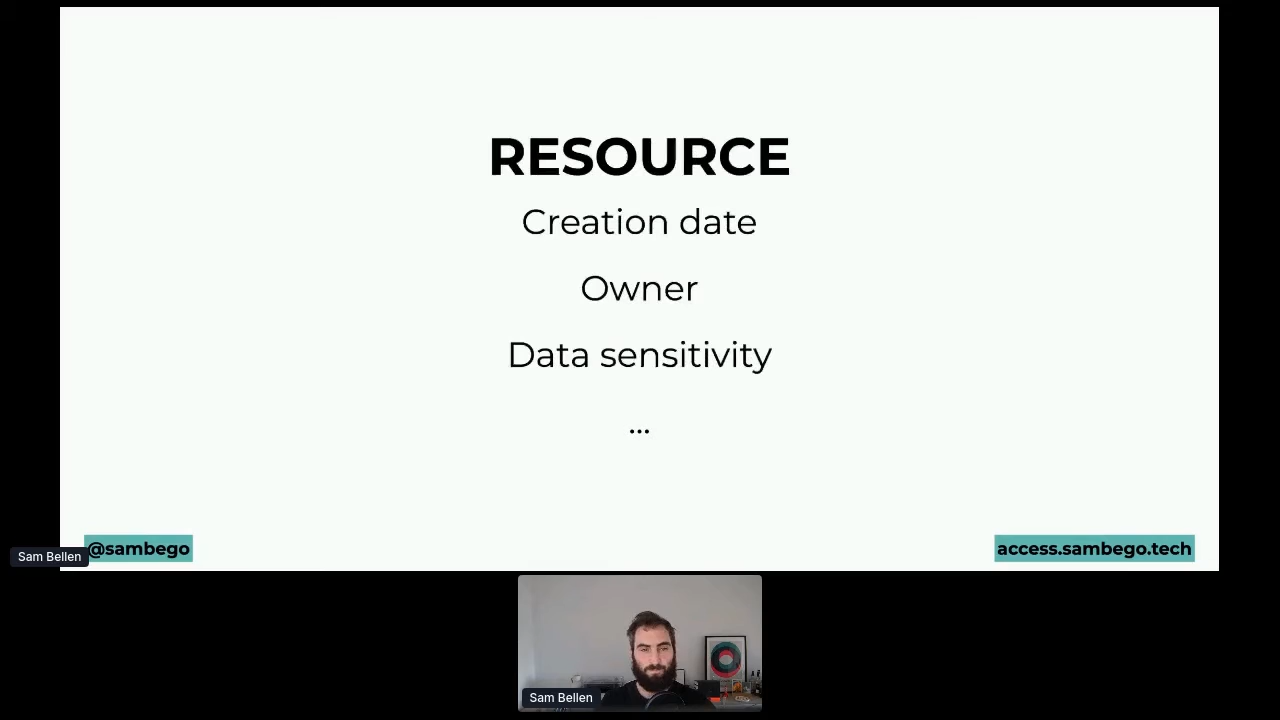 RESOURCE
Creation date
Owner
Data sensitivity
...
Sam Bellen
@sambego
access.sambego.tech
Sam Bellen